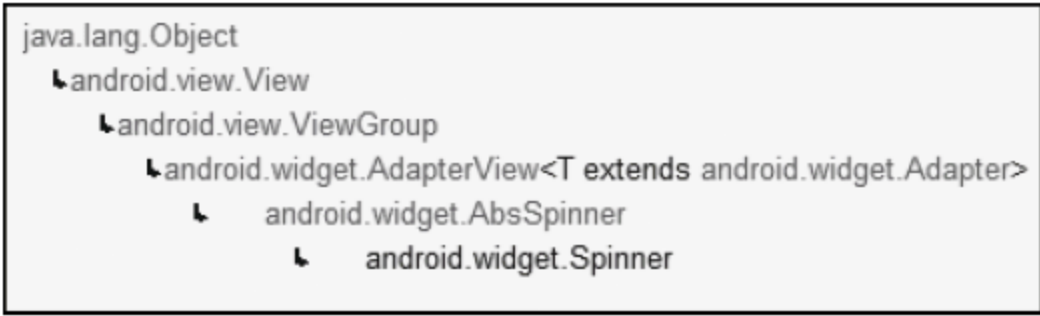 java.lang.Object
android.view.View
android.view.ViewGroup
android.widget.AdapterView<T extends android.widget.Adapter>
android.widget.AbsSpinner
android.widget.Spinner